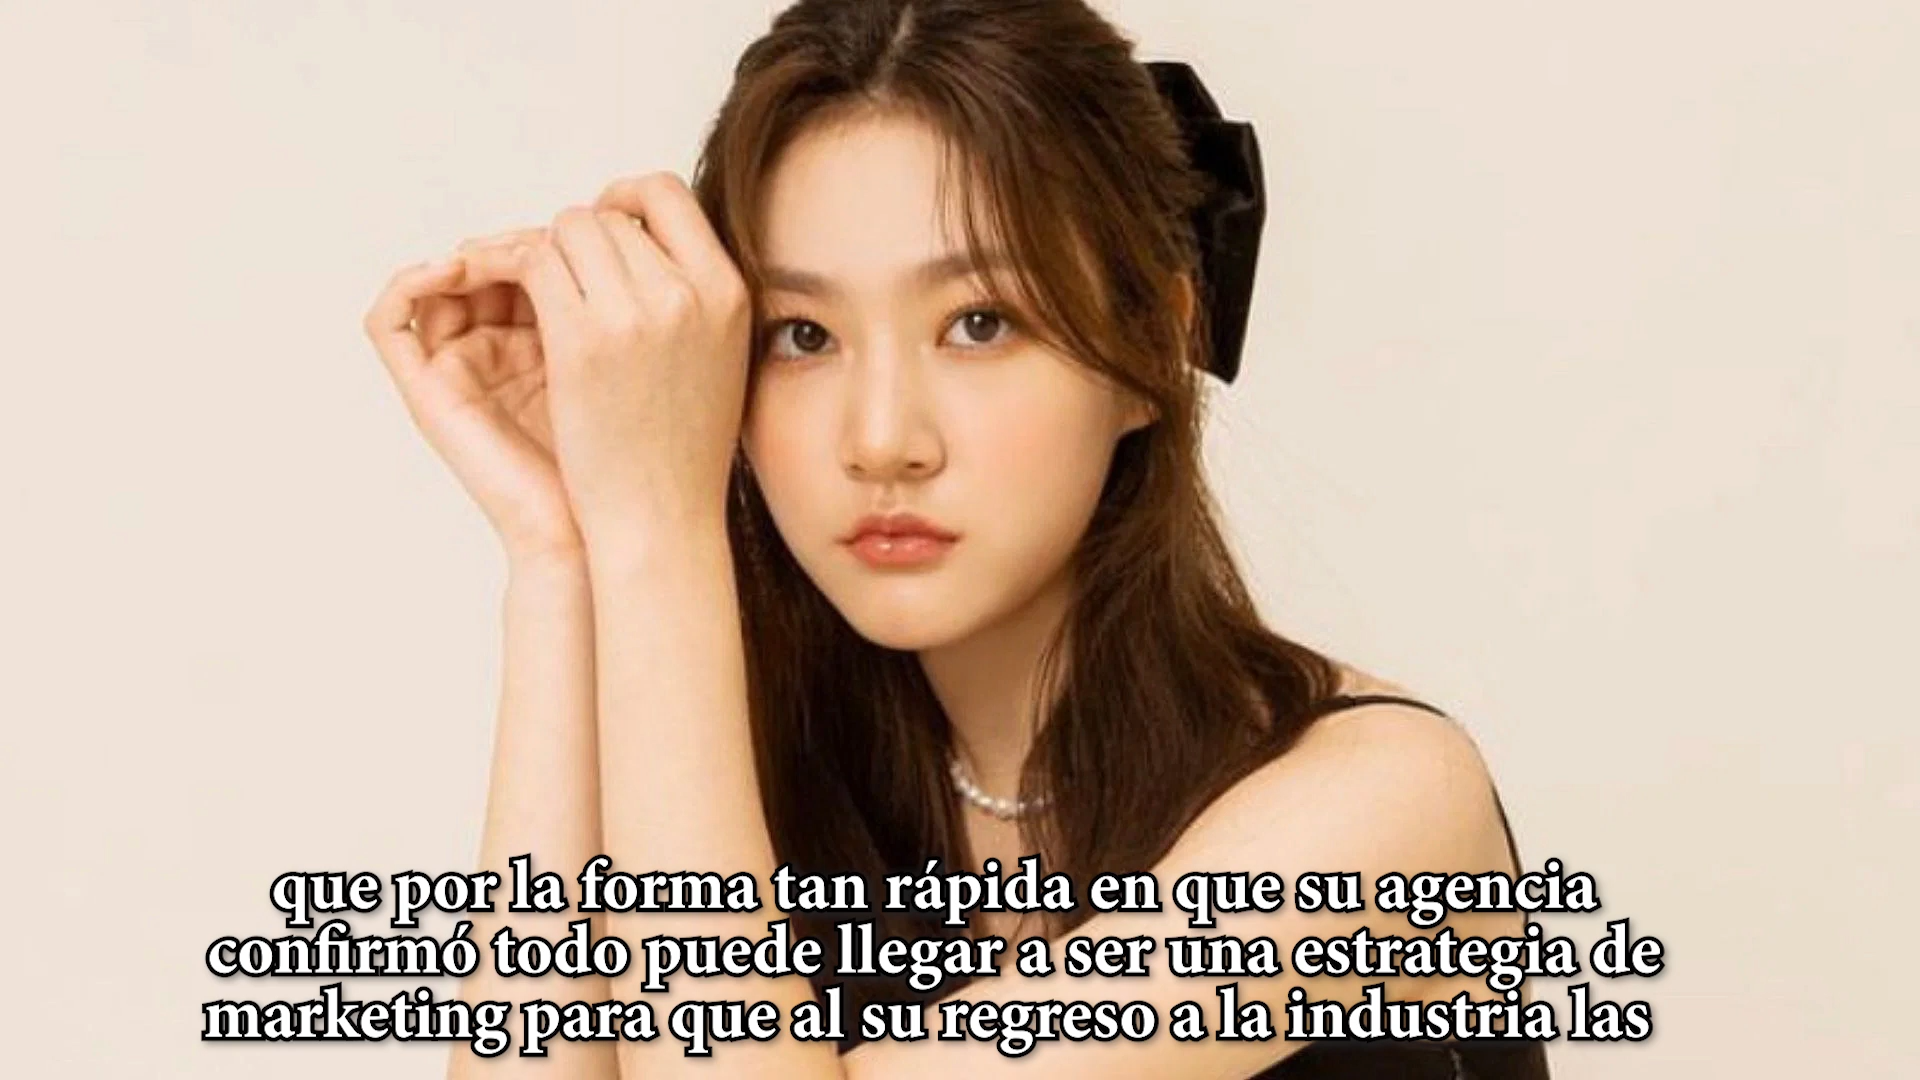 que por la forma tan rápida en que su agencia
confirmó todo puede llegar a ser una estrategia de
marketing para que al su regreso a la industria las